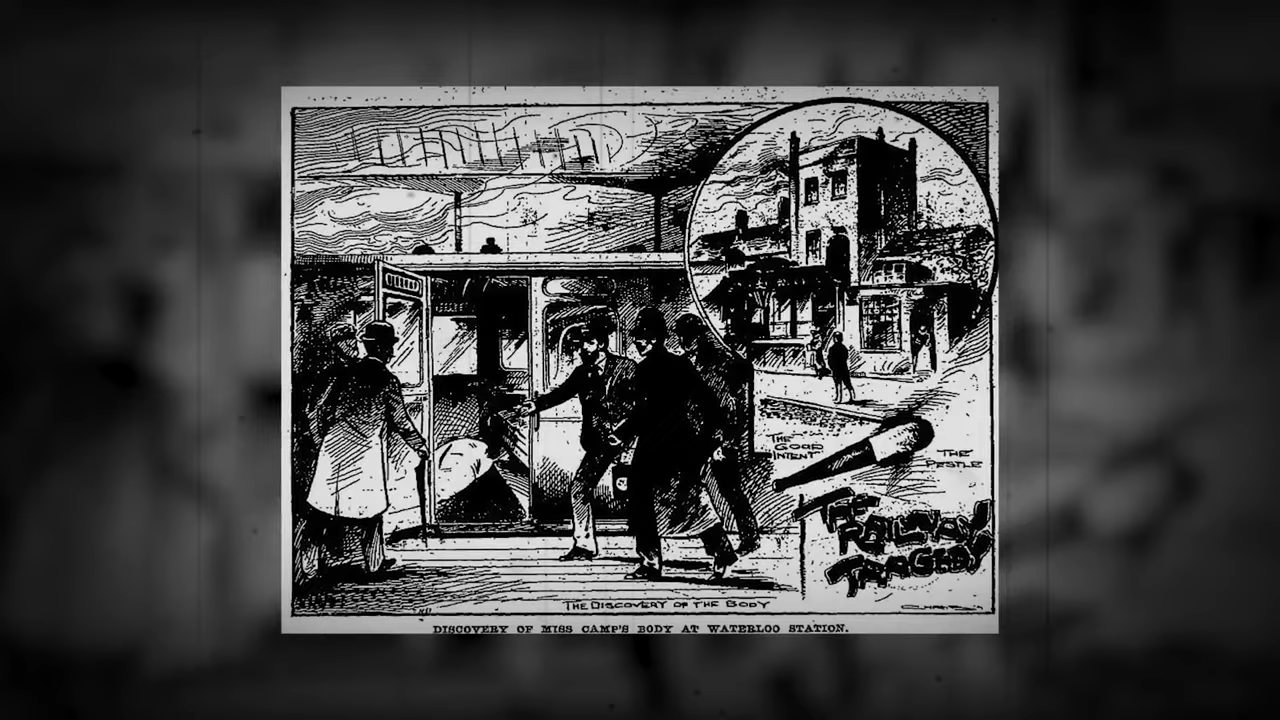 THE
GOOD
INTENT
THE
PESTLE
THE
RAILWAY
TRAGEDY
THE DISCOVERY OF THE BODY
DISCOVERY OF MISS CAMP'S BODY AT WATERLOO STATION.